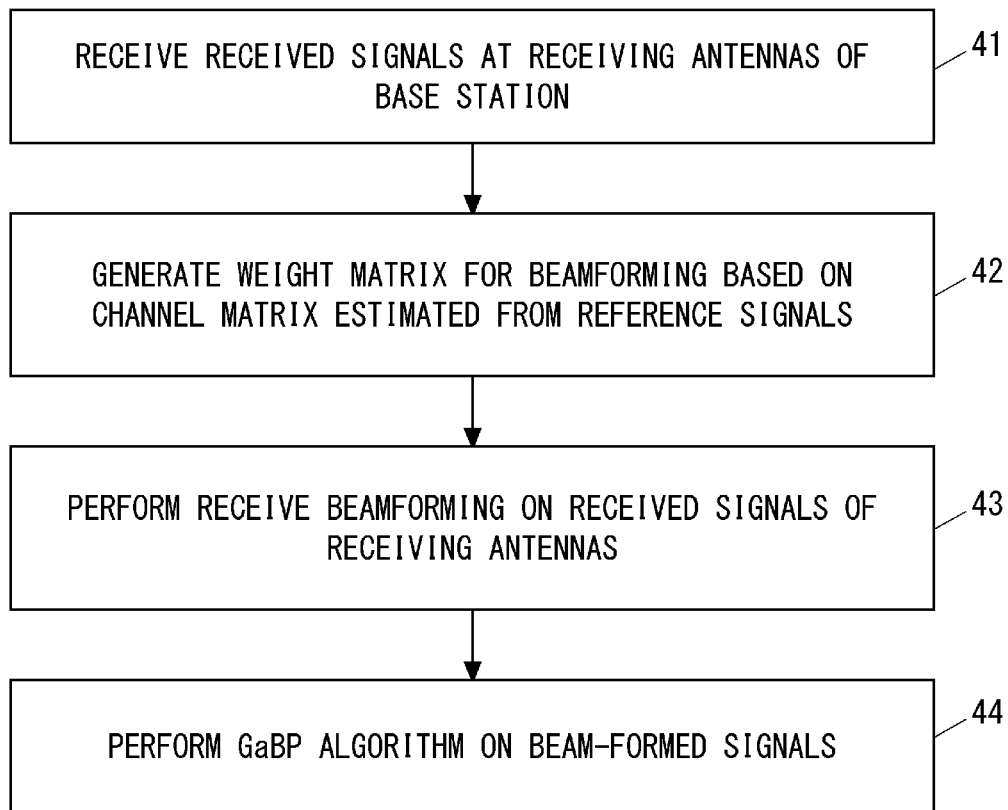 RECEIVE RECEIVED SIGNALS AT RECEIVING ANTENNAS OF
BASE STATION
41
GENERATE WEIGHT MATRIX FOR BEAMFORMING BASED ON
CHANNEL MATRIX ESTIMATED FROM REFERENCE SIGNALS
42
PERFORM RECEIVE BEAMFORMING ON RECEIVED SIGNALS OF
RECEIVING ANTENNAS
43
PERFORM GaBP ALGORITHM ON BEAM-FORMED SIGNALS
44